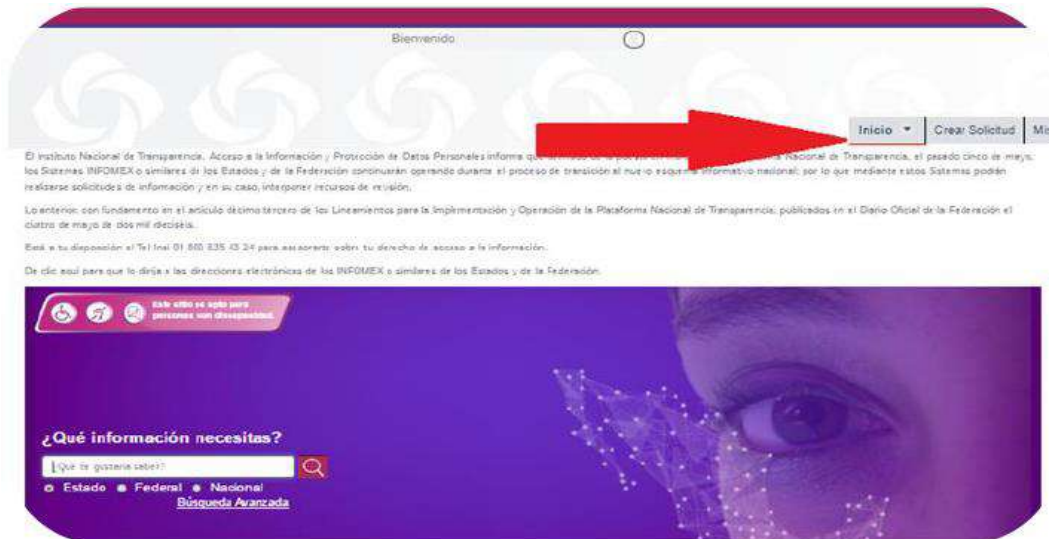 Bienvenido
Inicio Crear Solicitud Mis
El Instituto Nacional de Transparencia, Acceso a la Información y Protección de Datos Personales informa que Nacional de Transparencia, el pasado cinco de mayo,
los Sistemas INFOMEX o similares de los Estados y de la Federación continuarán operando durante el proceso de transición al nuevo esquema informativo nacional; por lo que mediante estos Sistemas podrán
realizarse solicitudes de información y en su caso, interponer recursos de revisión.
Lo anterior, con fundamento en el artículo décimo tercero de los Lineamientos para la Implementación y Operación de la Plataforma Nacional de Transparencia, publicados en el Diario Oficial de la Federación el
cuatro de mayo de dos mil dieciséis.
Está a tu disposición el Tel Inai 01 800 835 43 24 para asesorarte sobre tu derecho de acceso a la información.
De clic aquí para que lo dirija a las direcciones electrónicas de los INFOMEX o similares de los Estados y de la Federación.
Este sitio es apto para
personas con discapacidad.
¿Qué información necesitas?
¿Qué te gustaría saber?
Estado Federal Nacional
Búsqueda Avanzada